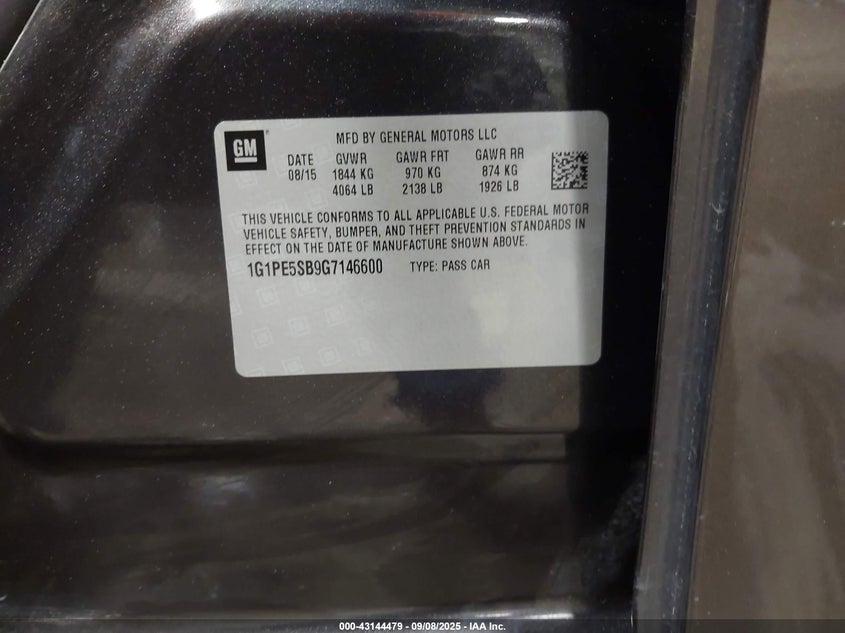 GM
MFD BY GENERAL MOTORS LLC
DATE GVWR GAWR FRT GAWR RR
08/15 1844 KG 970 KG 874 KG
4064 LB 2138 LB 1926 LB
THIS VEHICLE CONFORMS TO ALL APPLICABLE U.S. FEDERAL MOTOR
VEHICLE SAFETY, BUMPER, AND THEFT PREVENTION STANDARDS IN
EFFECT ON THE DATE OF MANUFACTURE SHOWN ABOVE.
1G1PE5SB9G7146600 TYPE: PASS CAR
000-43144479 - 09/08/2025 - IAA Inc.